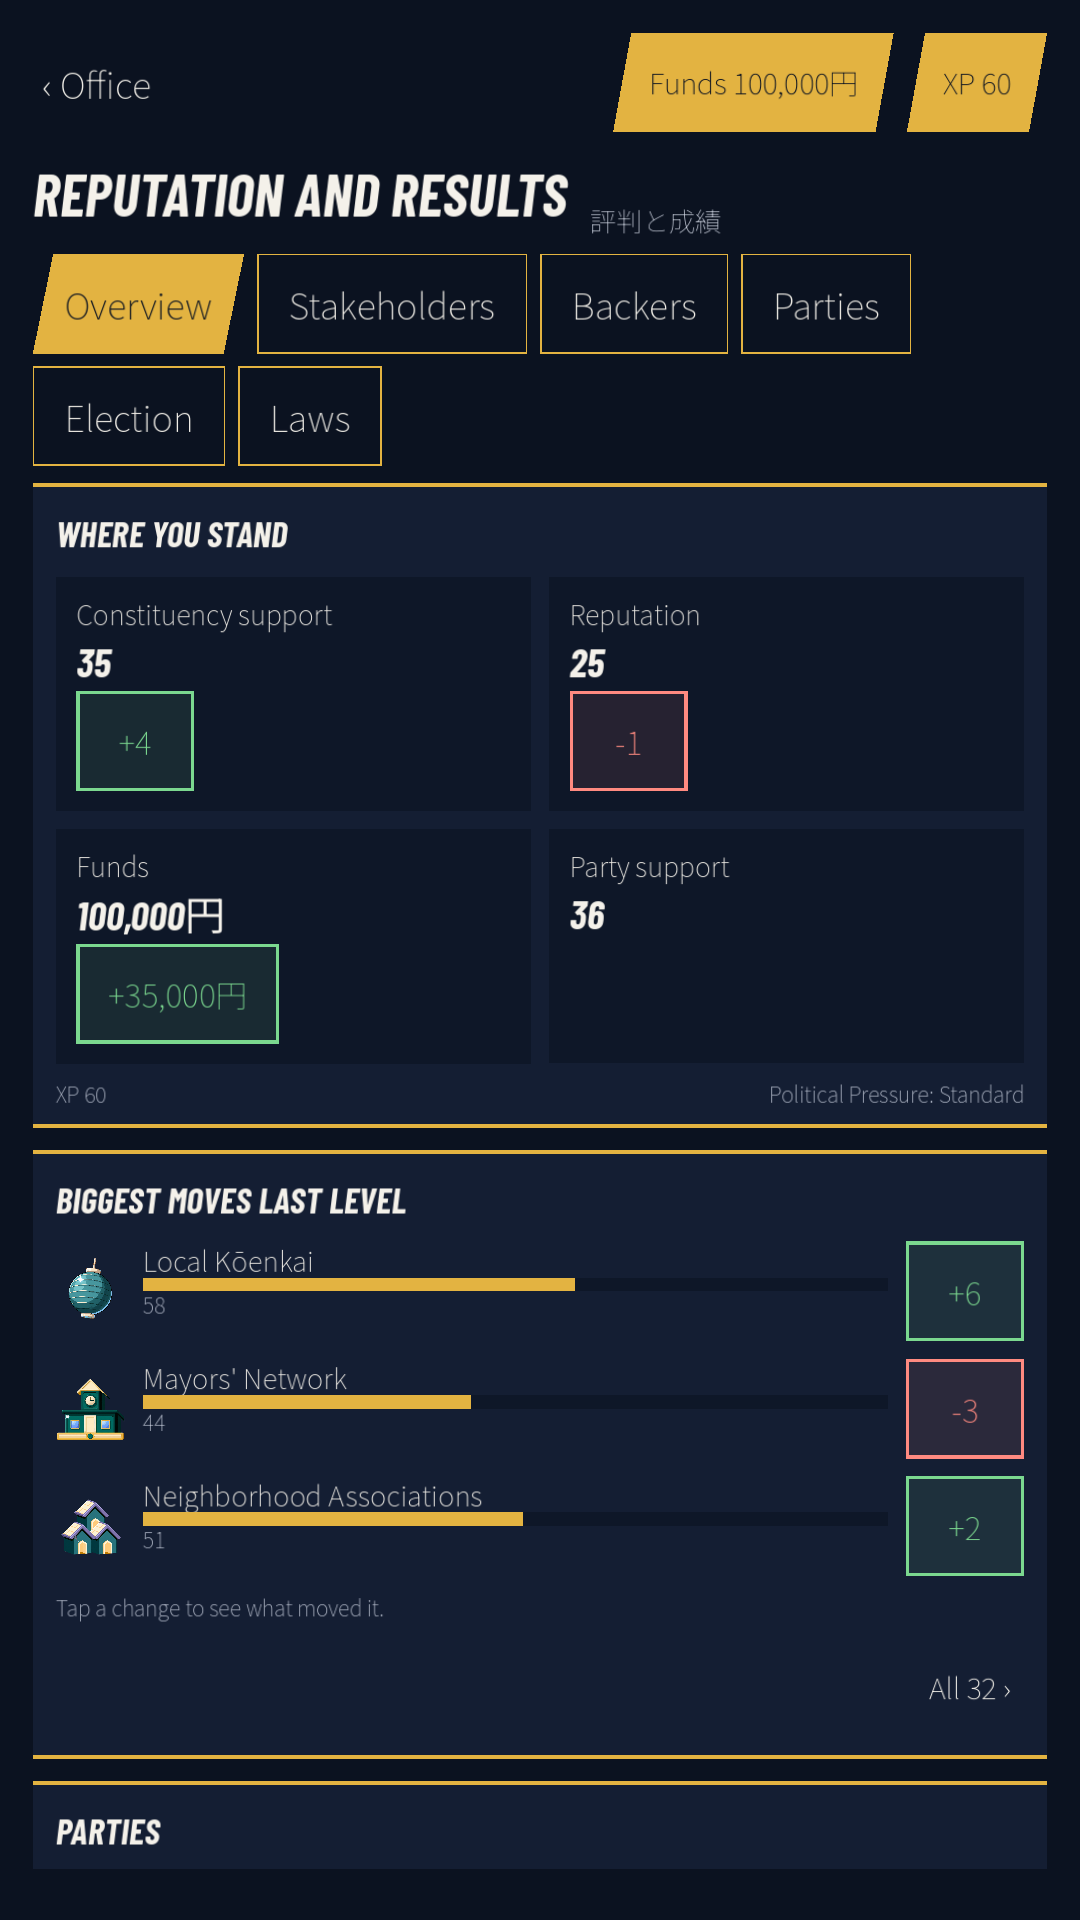 ‹ Office
Funds 100,000円
XP 60
REPUTATION AND RESULTS
評判と成績
Overview
Stakeholders
Backers
Parties
Election
Laws
WHERE YOU STAND
Constituency support
35
+4
Reputation
25
-1
Funds
100,000円
+35,000円
Party support
36
XP 60
Political Pressure: Standard
BIGGEST MOVES LAST LEVEL
Local Kōenkai
58
+6
Mayors' Network
44
-3
Neighborhood Associations
51
+2
Tap a change to see what moved it.
All 32 ›
PARTIES